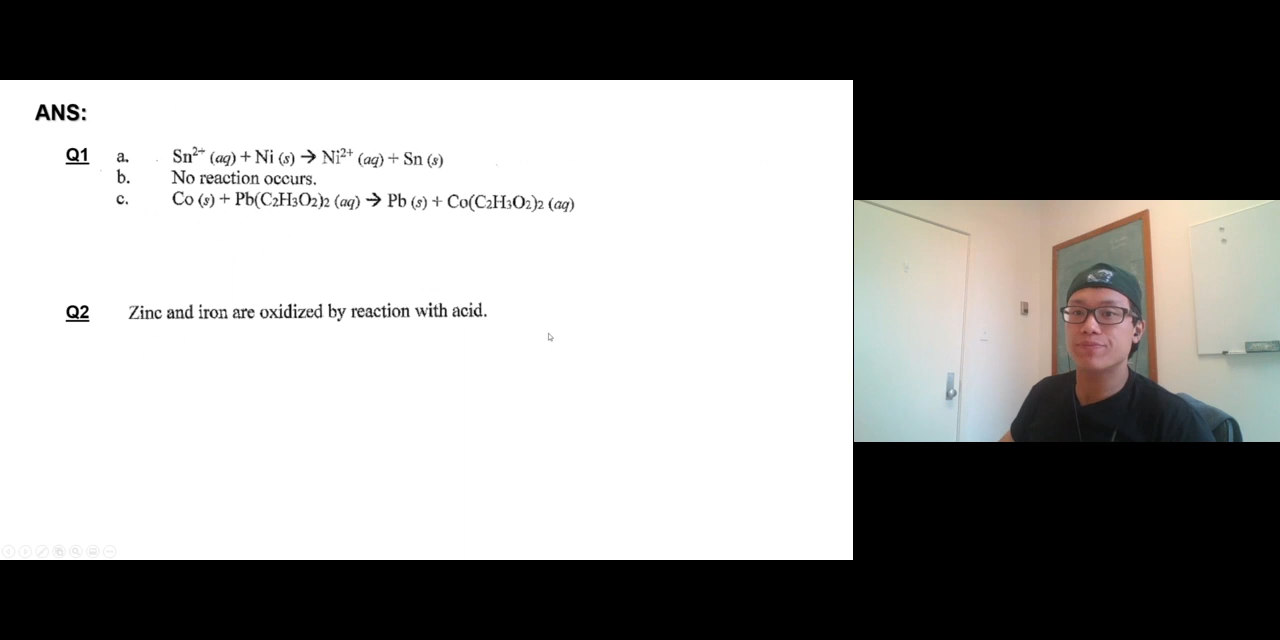 ANS:
Q1 a. Sn²⁺ (aq) + Ni (s) → Ni²⁺ (aq) + Sn (s)
b. No reaction occurs.
c. Co (s) + Pb(C2H3O2)2 (aq) → Pb (s) + Co(C2H3O2)2 (aq)
Q2 Zinc and iron are oxidized by reaction with acid.